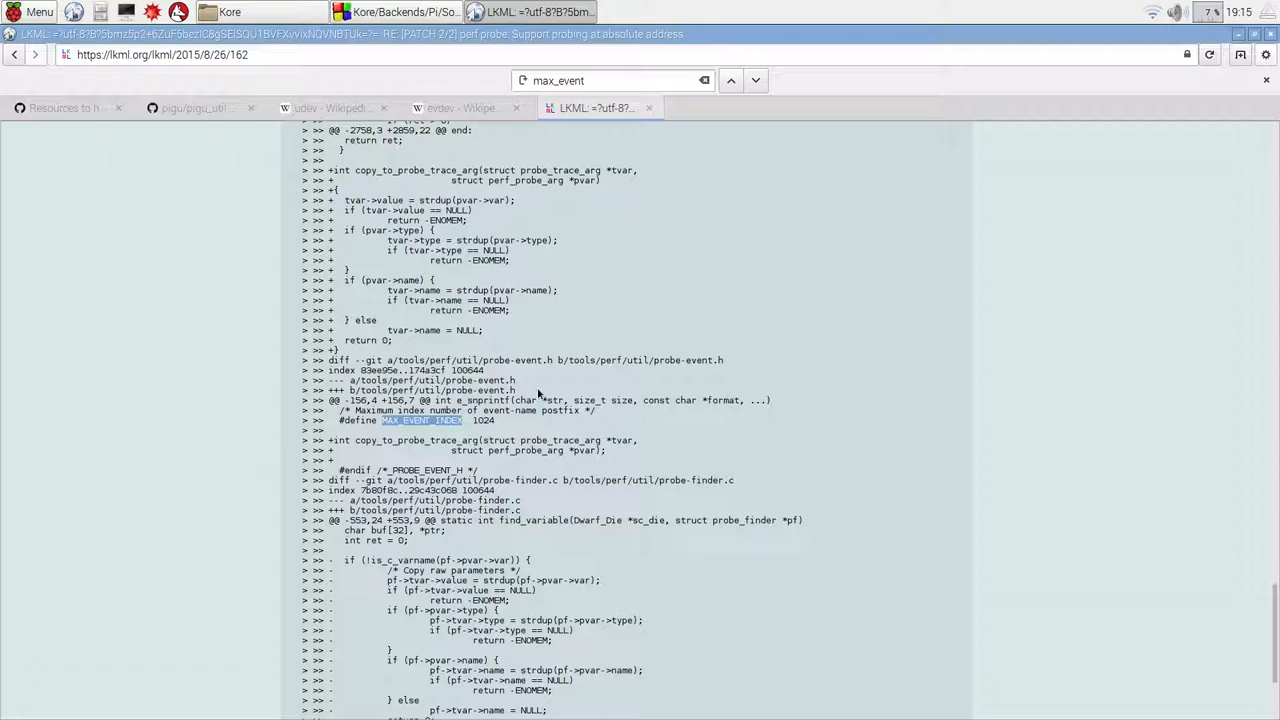 Menu
Kore
Kore/Backends/Pi/So...
LKML: =?utf-8?B?5bm...
7 %
19:15
RE: [PATCH 2/2] perf probe: Support probing at absolute address
https://lkml.org/lkml/2015/8/26/162
max_event
Resources to h...
pigu/pigu_util...
udev - Wikipedi...
evdev - Wikipe...
LKML: =?utf-8?...
> >> @@ -2758,3 +2859,22 @@ end:
> >>   return ret;
> >>  }
> >>
> >> +int copy_to_probe_trace_arg(struct probe_trace_arg *tvar,
> >> +                      struct perf_probe_arg *pvar)
> >> +{
> >> +  tvar->value = strdup(pvar->var);
> >> +  if (tvar->value == NULL)
> >> +          return -ENOMEM;
> >> +  if (pvar->type) {
> >> +          tvar->type = strdup(pvar->type);
> >> +          if (tvar->type == NULL)
> >> +                  return -ENOMEM;
> >> +  }
> >> +  if (pvar->name) {
> >> +          tvar->name = strdup(pvar->name);
> >> +          if (tvar->name == NULL)
> >> +                  return -ENOMEM;
> >> +  } else
> >> +          tvar->name = NULL;
> >> +  return 0;
> >> +}
> >> diff --git a/tools/perf/util/probe-event.h b/tools/perf/util/probe-event.h
> >> index 83ee95e..174a3cf 100644
> >> --- a/tools/perf/util/probe-event.h
> >> +++ b/tools/perf/util/probe-event.h
> >> @@ -156,4 +156,7 @@ int e_snprintf(char *str, size_t size, const char *format, ...)
> >>  /* Maximum index number of event-name postfix */
> >>  #define MAX_EVENT_INDEX  1024
> >>
> >> +int copy_to_probe_trace_arg(struct probe_trace_arg *tvar,
> >> +                      struct perf_probe_arg *pvar);
> >> +
> >>  #endif /*_PROBE_EVENT_H */
> >> diff --git a/tools/perf/util/probe-finder.c b/tools/perf/util/probe-finder.c
> >> index 7b80f8c..29c43c068 100644
> >> --- a/tools/perf/util/probe-finder.c
> >> +++ b/tools/perf/util/probe-finder.c
> >> @@ -553,24 +553,9 @@ static int find_variable(Dwarf_Die *sc_die, struct probe_finder *pf)
> >>   char buf[32], *ptr;
> >>   int ret = 0;
> >>
> >> -  if (!is_c_varname(pf->pvar->var)) {
> >> -          /* Copy raw parameters */
> >> -          pf->tvar->value = strdup(pf->pvar->var);
> >> -          if (pf->tvar->value == NULL)
> >> -                  return -ENOMEM;
> >> -          if (pf->pvar->type) {
> >> -                  pf->tvar->type = strdup(pf->pvar->type);
> >> -                  if (pf->tvar->type == NULL)
> >> -                          return -ENOMEM;
> >> -          }
> >> -          if (pf->pvar->name) {
> >> -                  pf->tvar->name = strdup(pf->pvar->name);
> >> -                  if (pf->tvar->name == NULL)
> >> -                          return -ENOMEM;
> >> -          } else
> >> -                  pf->tvar->name = NULL;